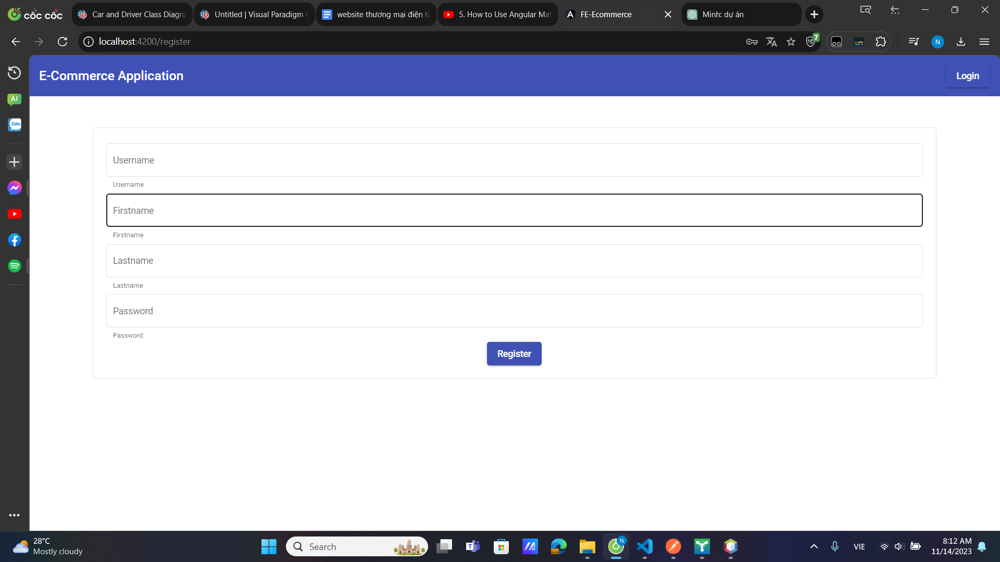 cốc cốc
Car and Driver Class Diagra
Untitled | Visual Paradigm
website thương mại điện tử
5. How to Use Angular Mat
FE-Ecommerce
Minh: dự án
localhost:4200/register
7
N
E-Commerce Application
Login
AI
Zalo
Username
Username
Firstname
Firstname
Lastname
Lastname
Password
Password
Register
28°C
Mostly cloudy
Search
T
N
VIE
8:12 AM
11/14/2023